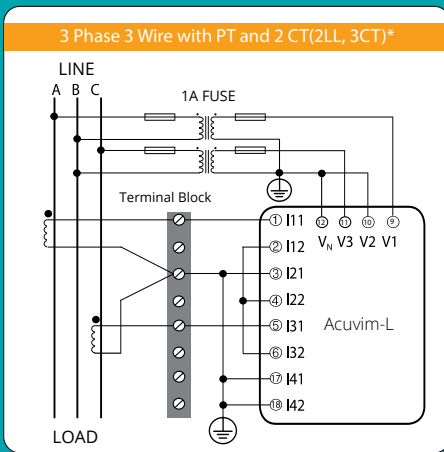 3 Phase 3 Wire with PT and 2 CT(2LL, 3CT)*
LINE
A B C
1A FUSE
Terminal Block
12 11 10 9
VN V3 V2 V1
1 I11
2 I12
3 I21
4 I22
5 I31
6 I32
17 I41
18 I42
Acuvim-L
LOAD